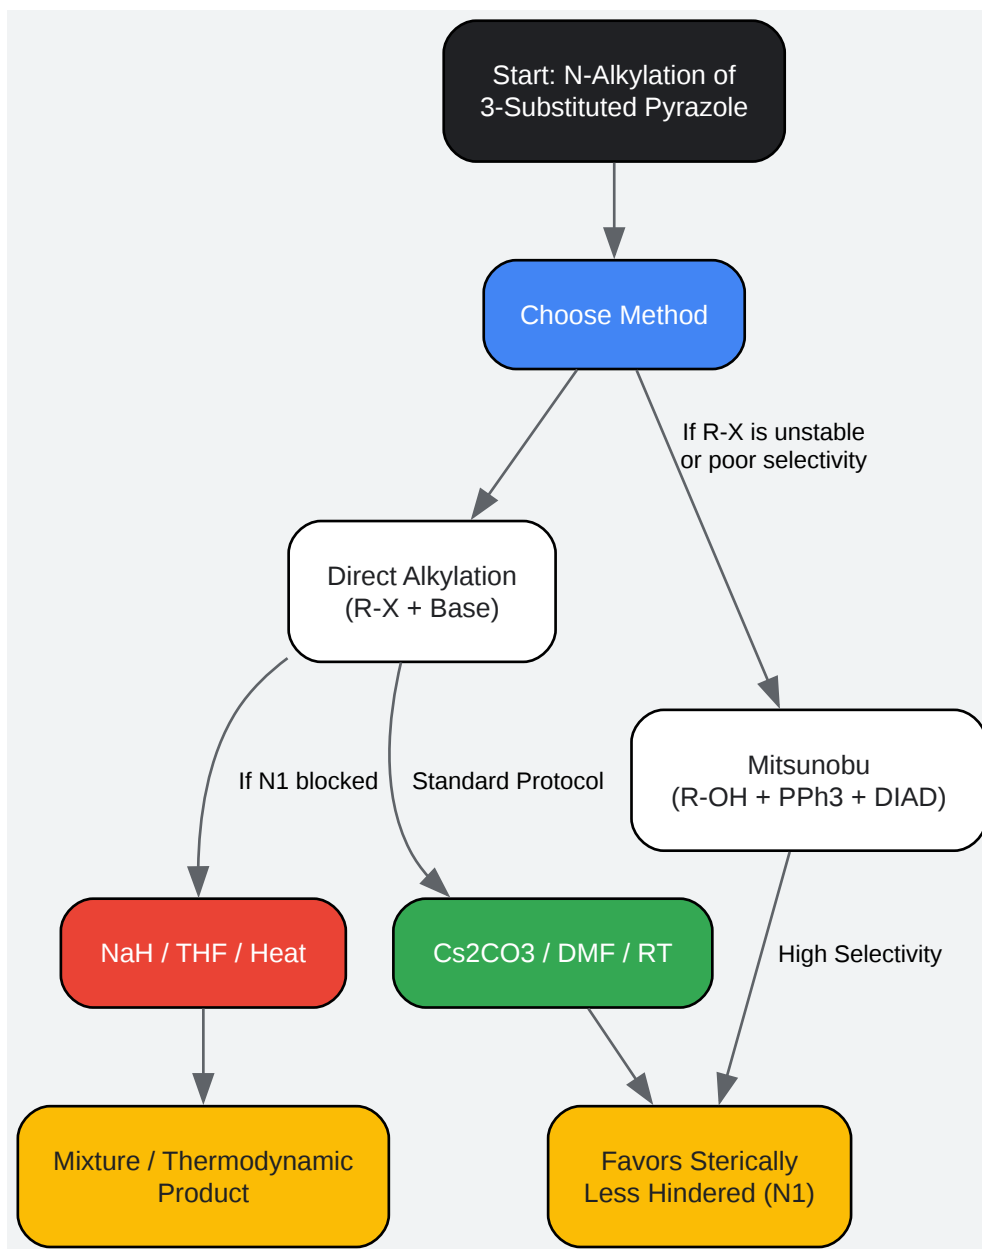 Start: N-Alkylation of
3-Substituted Pyrazole
Choose Method
If R-X is unstable
or poor selectivity
Direct Alkylation
(R-X + Base)
Mitsunobu
(R-OH + PPh3 + DIAD)
If N1 blocked
Standard Protocol
NaH / THF / Heat
Cs2CO3 / DMF / RT
High Selectivity
Mixture / Thermodynamic
Product
Favors Sterically
Less Hindered (N1)